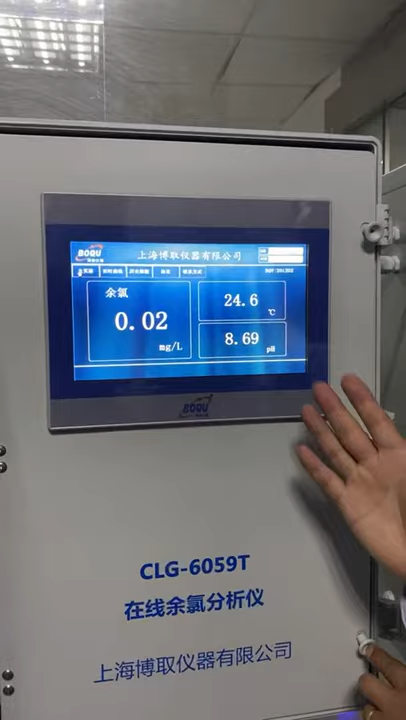 BOQU
上海博取仪器有限公司
余氯
0.02
mg/L
24.6
℃
8.69
pH
BOQU
CLG-6059T
在线余氯分析仪
上海博取仪器有限公司